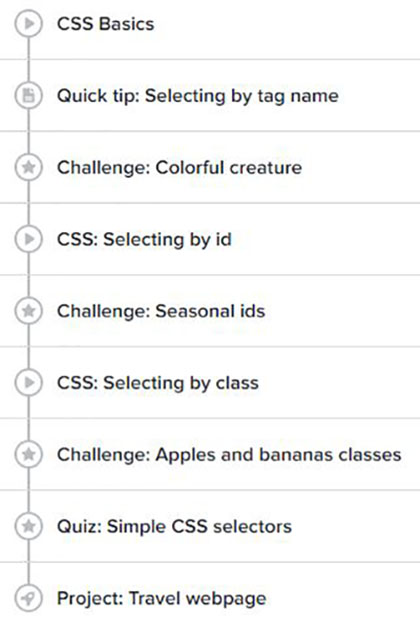 CSS Basics
Quick tip: Selecting by tag name
Challenge: Colorful creature
CSS: Selecting by id
Challenge: Seasonal ids
CSS: Selecting by class
Challenge: Apples and bananas classes
Quiz: Simple CSS selectors
Project: Travel webpage